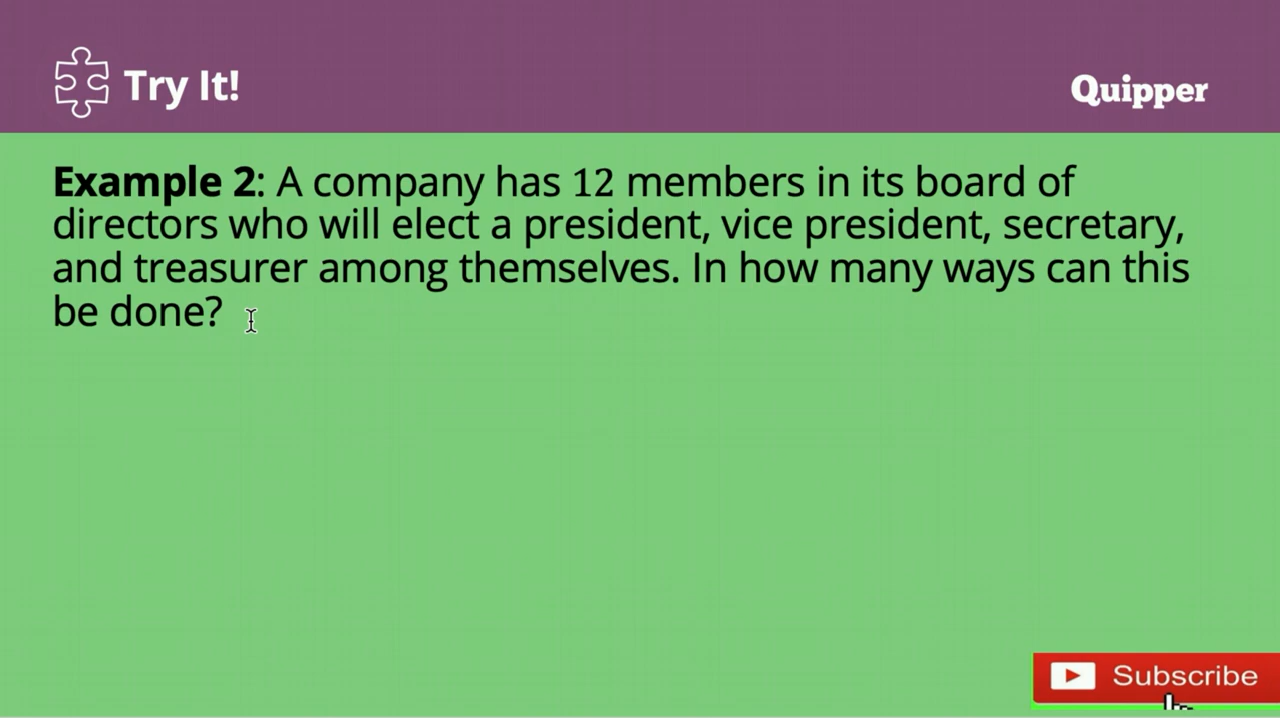 Try It!
Quipper
Example 2: A company has 12 members in its board of
directors who will elect a president, vice president, secretary,
and treasurer among themselves. In how many ways can this
be done?
Subscribe